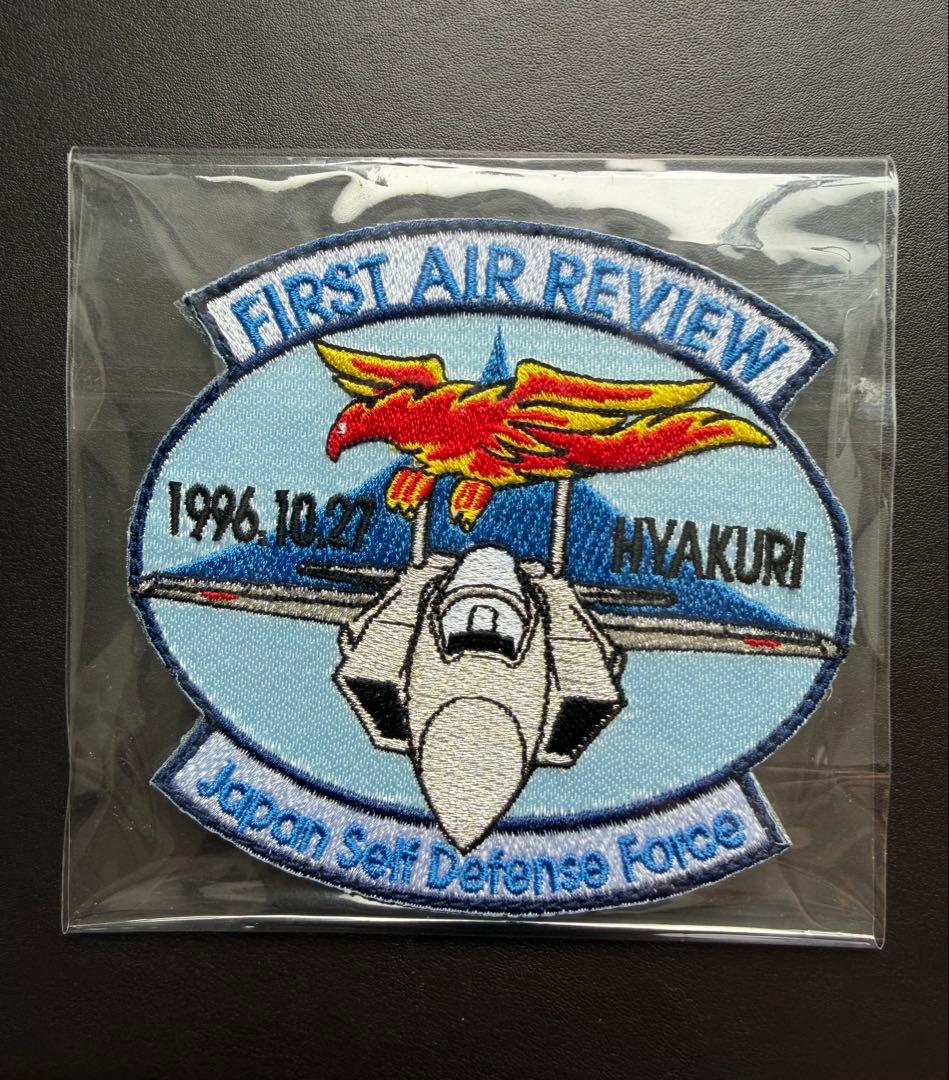 FIRST AIR REVIEW
1996.10.27
HYAKURI
Japan Self Defense Force